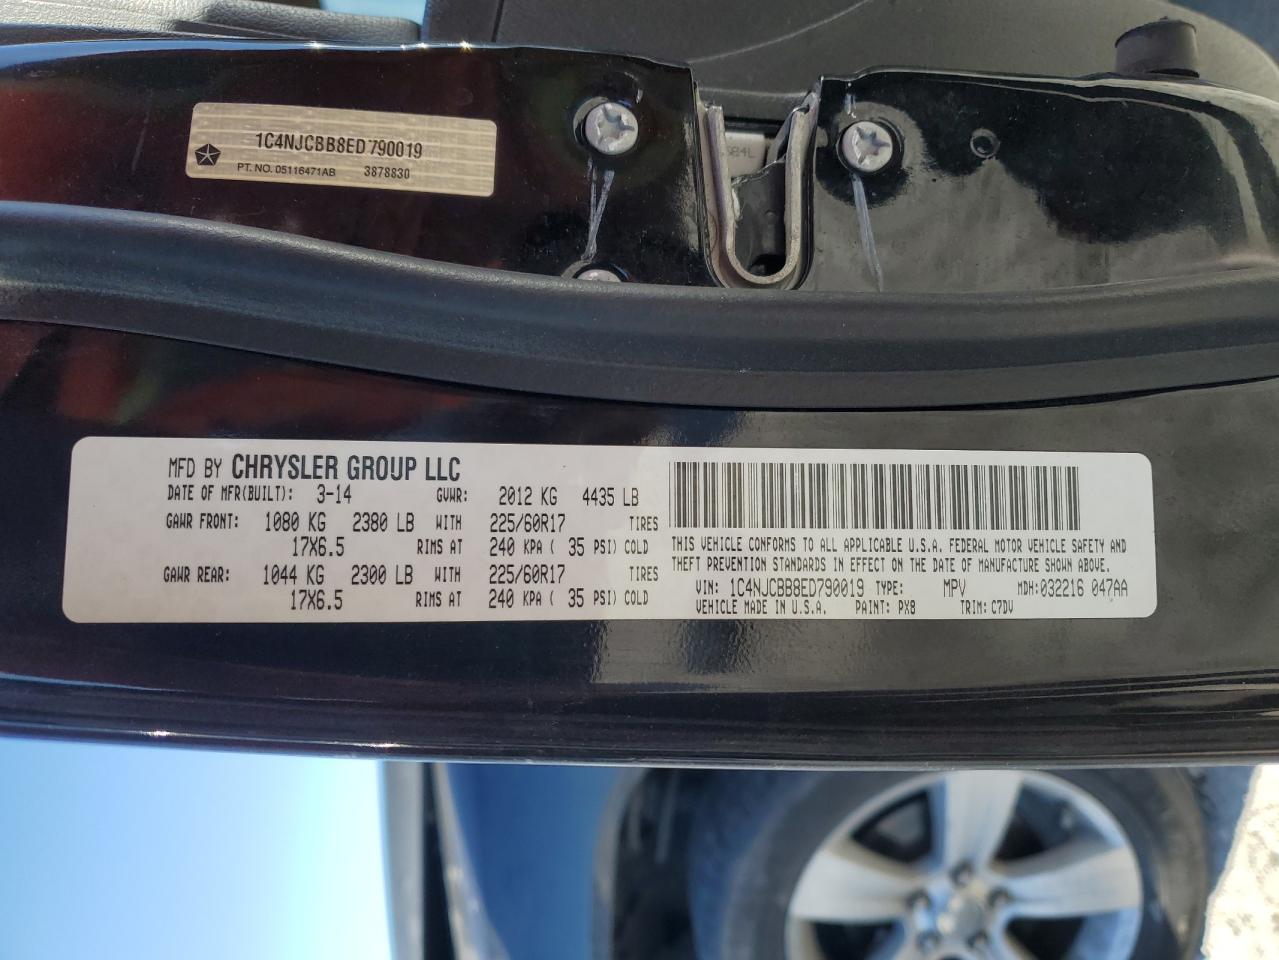 1C4NJCBB8ED790019
PT. NO. 05116471AB 3878830
MFD BY CHRYSLER GROUP LLC
DATE OF MFR(BUILT): 3-14 GVWR: 2012 KG 4435 LB
GAWR FRONT: 1080 KG 2380 LB WITH 225/60R17 TIRES
17X6.5 RIMS AT 240 KPA ( 35 PSI) COLD
GAWR REAR: 1044 KG 2300 LB WITH 225/60R17 TIRES
17X6.5 RIMS AT 240 KPA ( 35 PSI) COLD
THIS VEHICLE CONFORMS TO ALL APPLICABLE U.S.A. FEDERAL MOTOR VEHICLE SAFETY AND
THEFT PREVENTION STANDARDS IN EFFECT ON THE DATE OF MANUFACTURE SHOWN ABOVE.
VIN: 1C4NJCBB8ED790019 TYPE: MPV MDH:032216 047AA
VEHICLE MADE IN U.S.A. PAINT: PX8 TRIM: C7DV